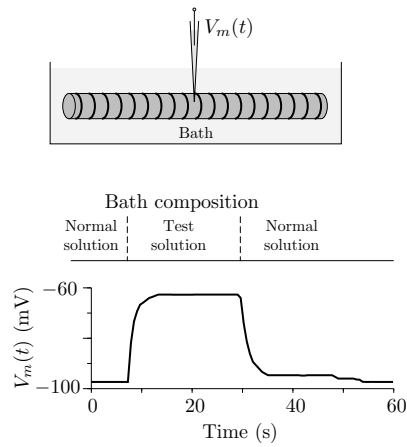 V_m(t)
Bath
Bath composition
Normal solution
Test solution
Normal solution
V_m(t) (mV)
−60
−100
0
20
40
60
Time (s)